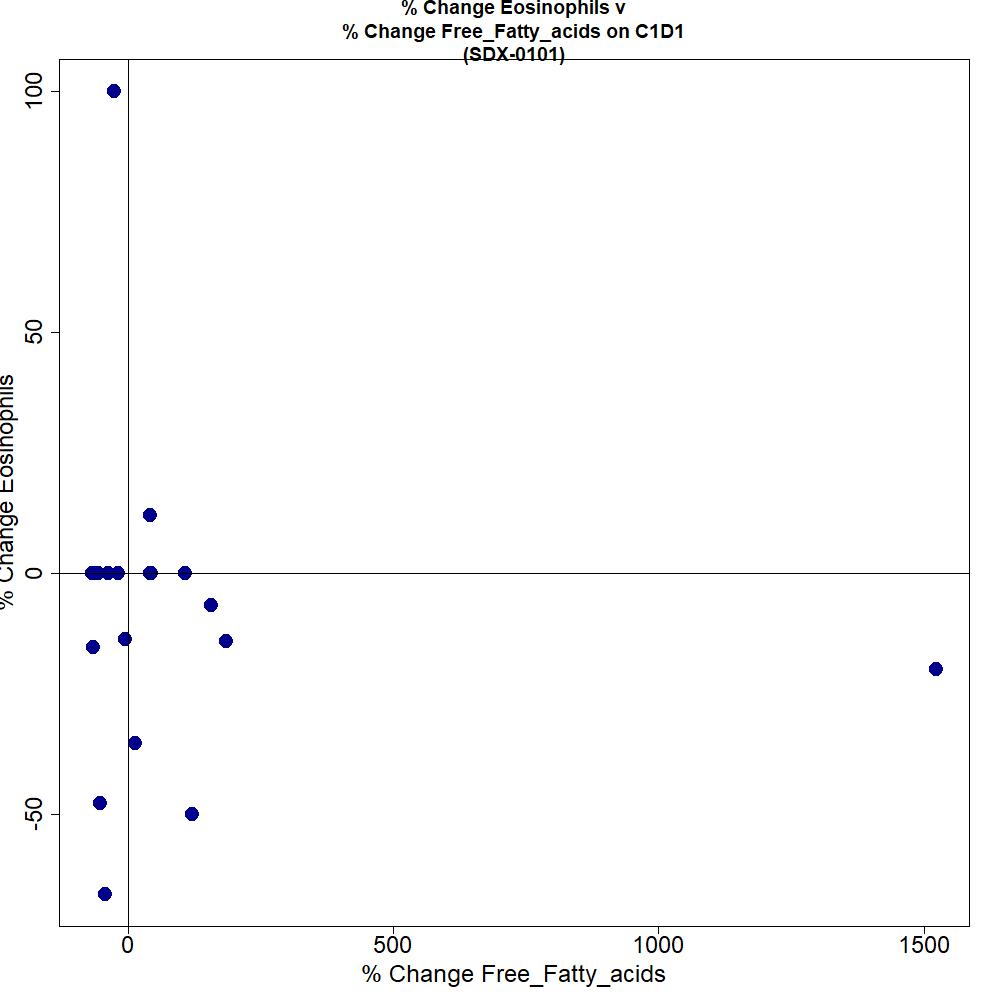 % Change Eosinophils v
% Change Free_Fatty_acids on C1D1
(SDX-0101)
100
50
0
-50
% Change Eosinophils
0
500
1000
1500
% Change Free_Fatty_acids